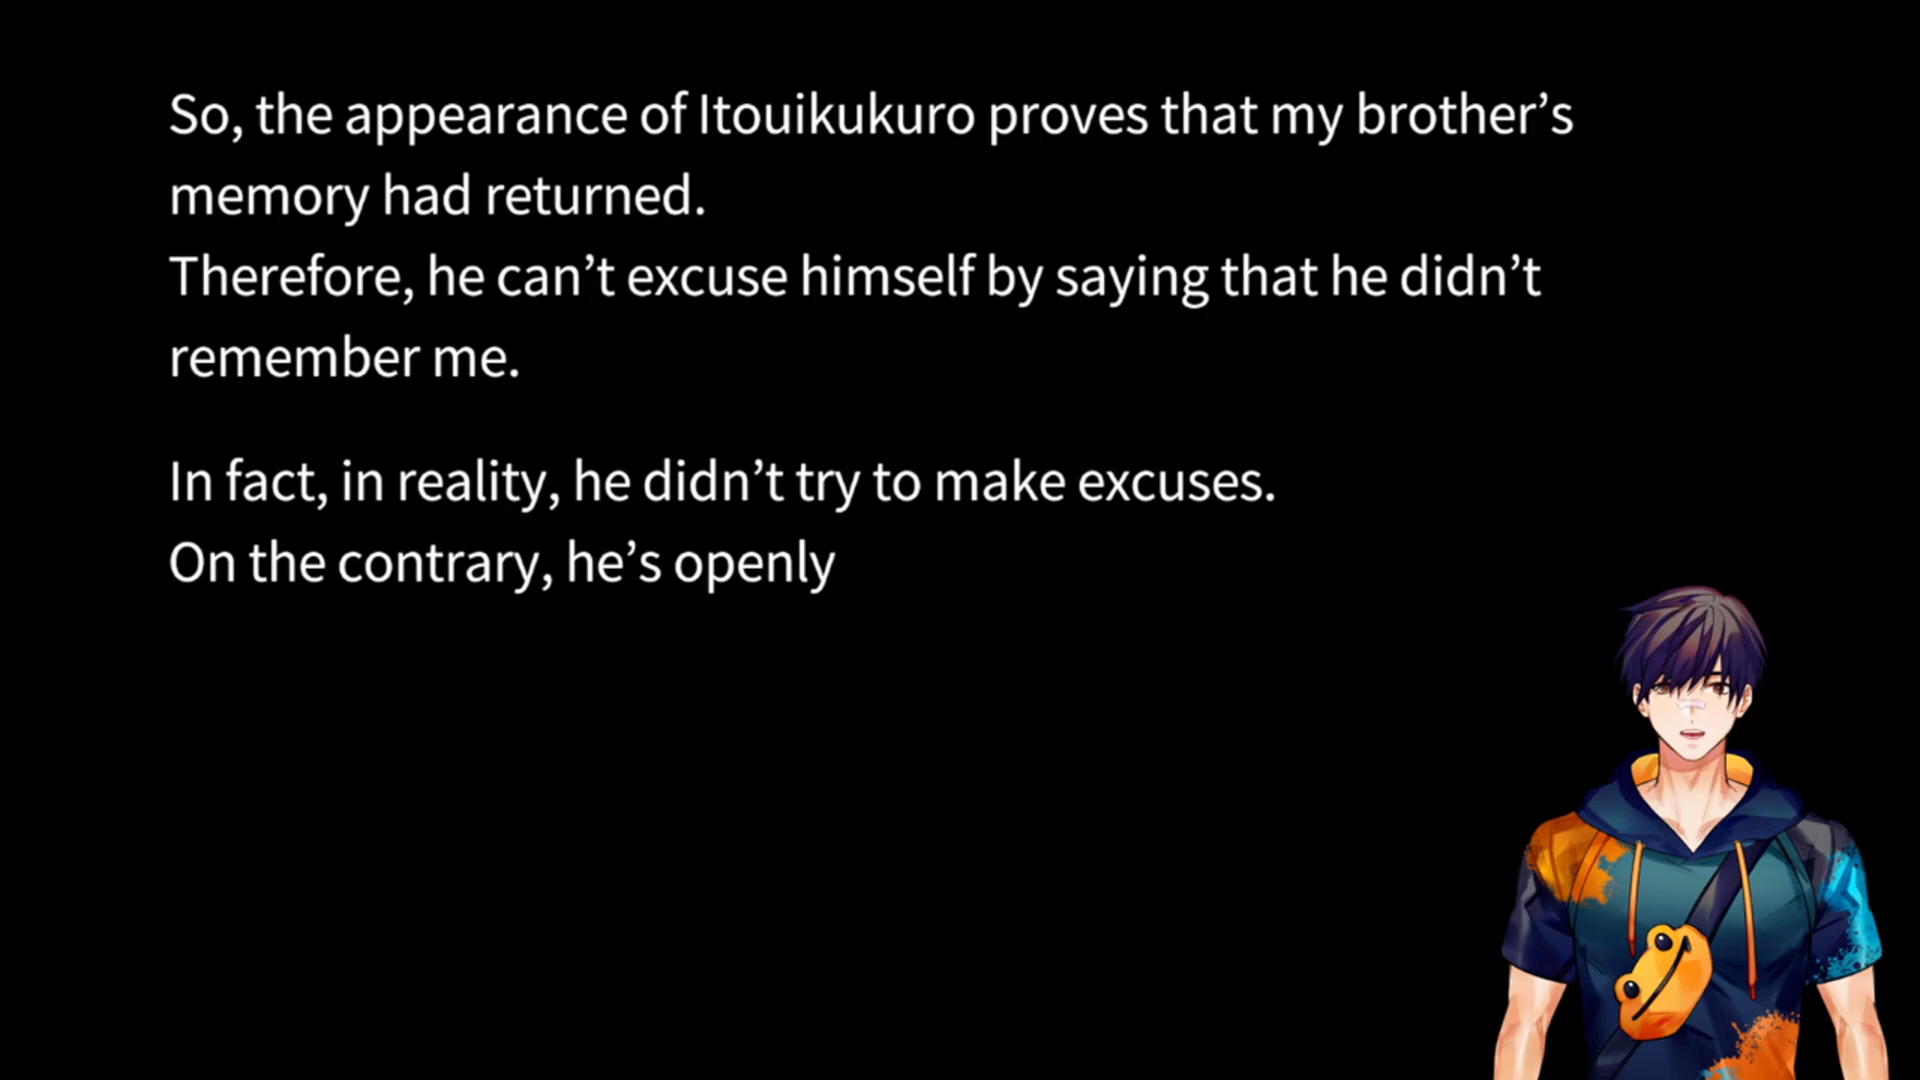 So, the appearance of Itouikukuro proves that my brother’s
memory had returned.
Therefore, he can’t excuse himself by saying that he didn’t
remember me.
In fact, in reality, he didn’t try to make excuses.
On the contrary, he’s openly